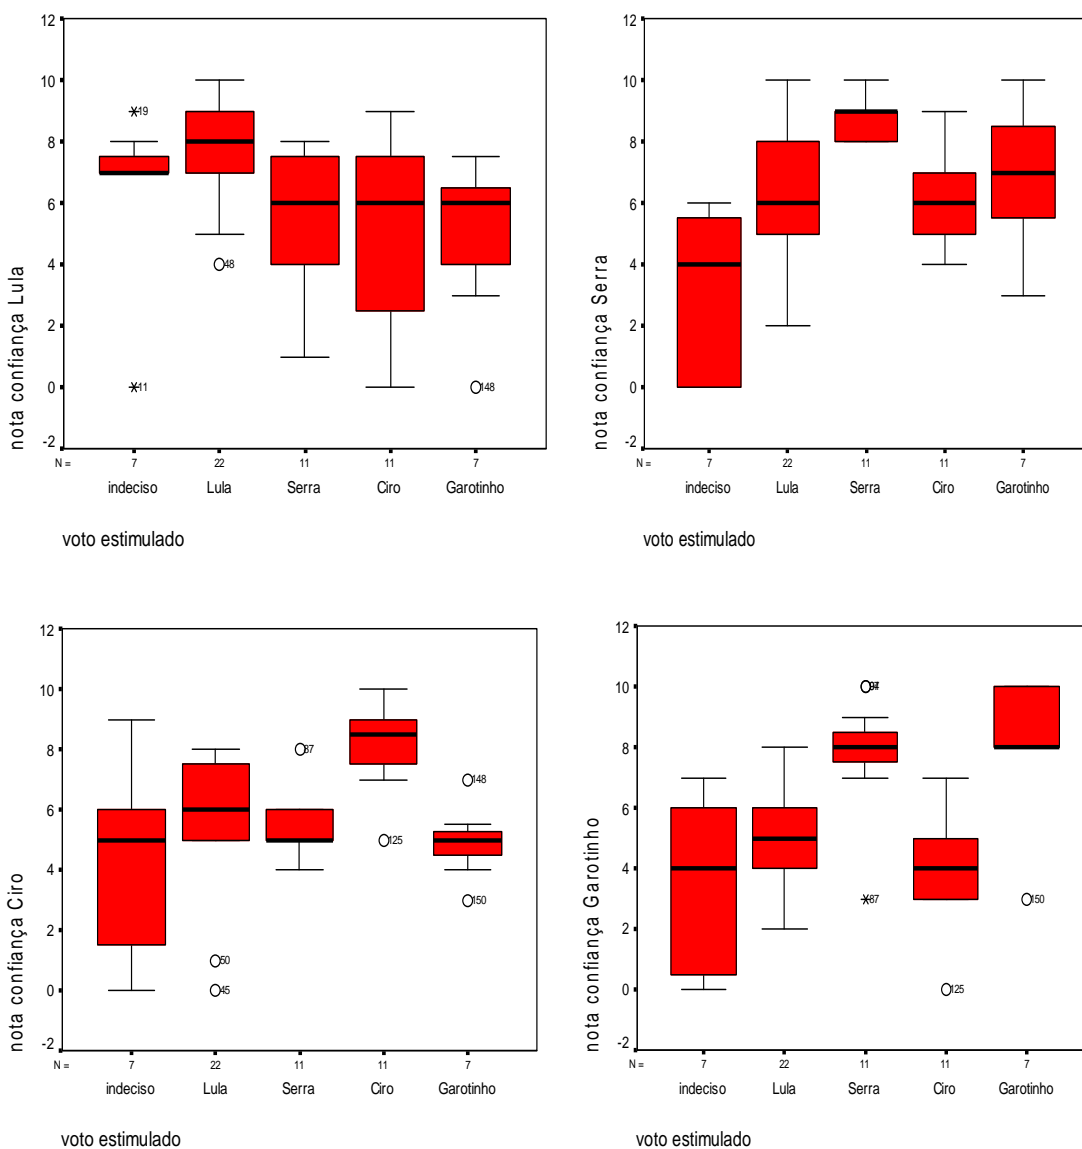 12
10
8
6
4
2
0
-2
nota confiança Lula
19
11
48
148
N =
7 22 11 11 7
indeciso Lula Serra Ciro Garotinho
voto estimulado
12
10
8
6
4
2
0
-2
nota confiança Serra
N =
7 22 11 11 7
indeciso Lula Serra Ciro Garotinho
voto estimulado
12
10
8
6
4
2
0
-2
nota confiança Ciro
50
45
87
125
148
150
N =
7 22 11 11 7
indeciso Lula Serra Ciro Garotinho
voto estimulado
12
10
8
6
4
2
0
-2
nota confiança Garotinho
87
125
150
N =
7 22 11 11 7
indeciso Lula Serra Ciro Garotinho
voto estimulado